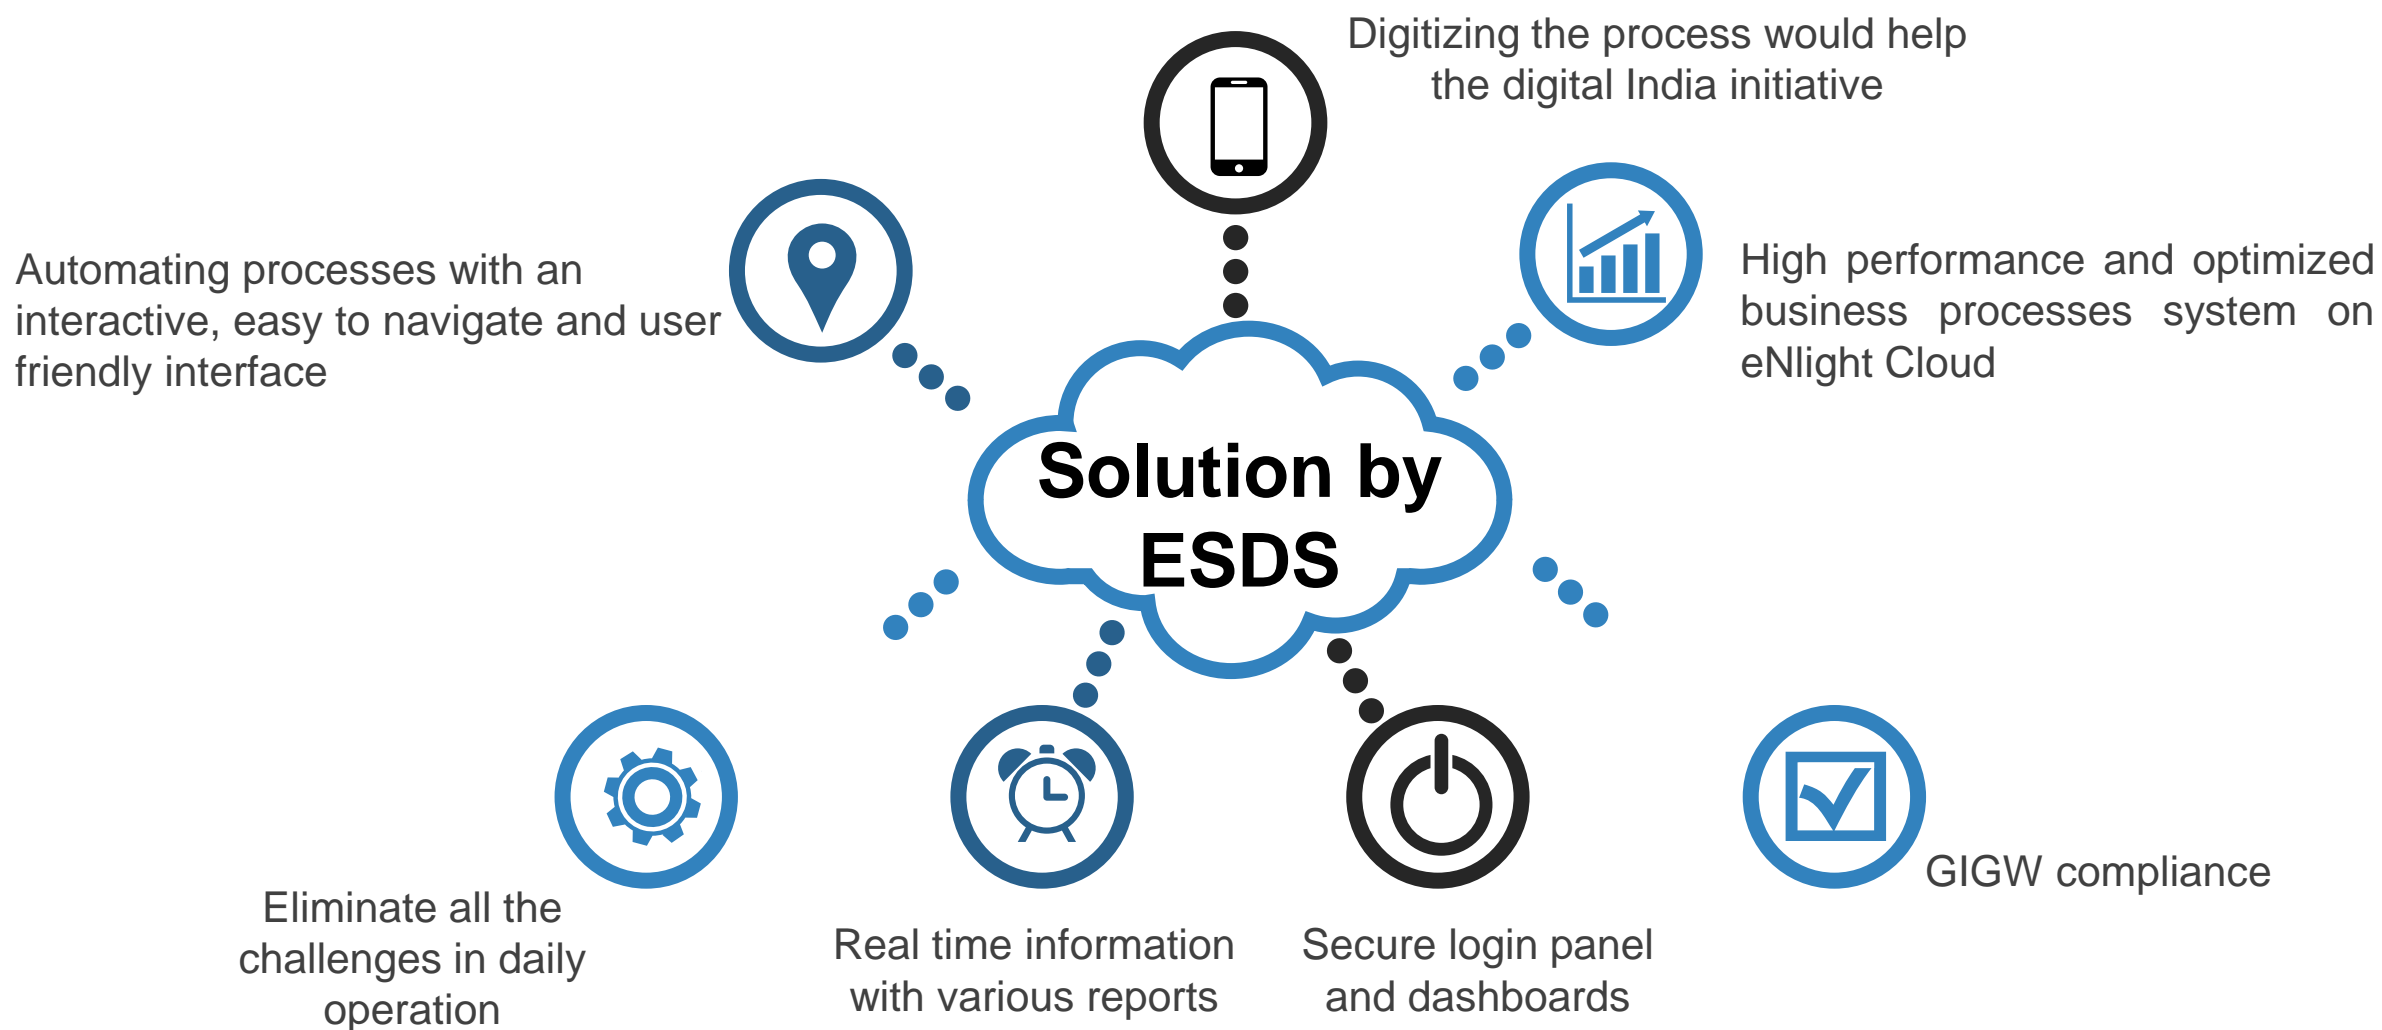 Digitizing the process would help
the digital India initiative
Automating processes with an
interactive, easy to navigate and user
friendly interface
High performance and optimized
business processes system on
eNlight Cloud
Solution by
ESDS
Eliminate all the
challenges in daily
operation
Real time information
with various reports
Secure login panel
and dashboards
GIGW compliance